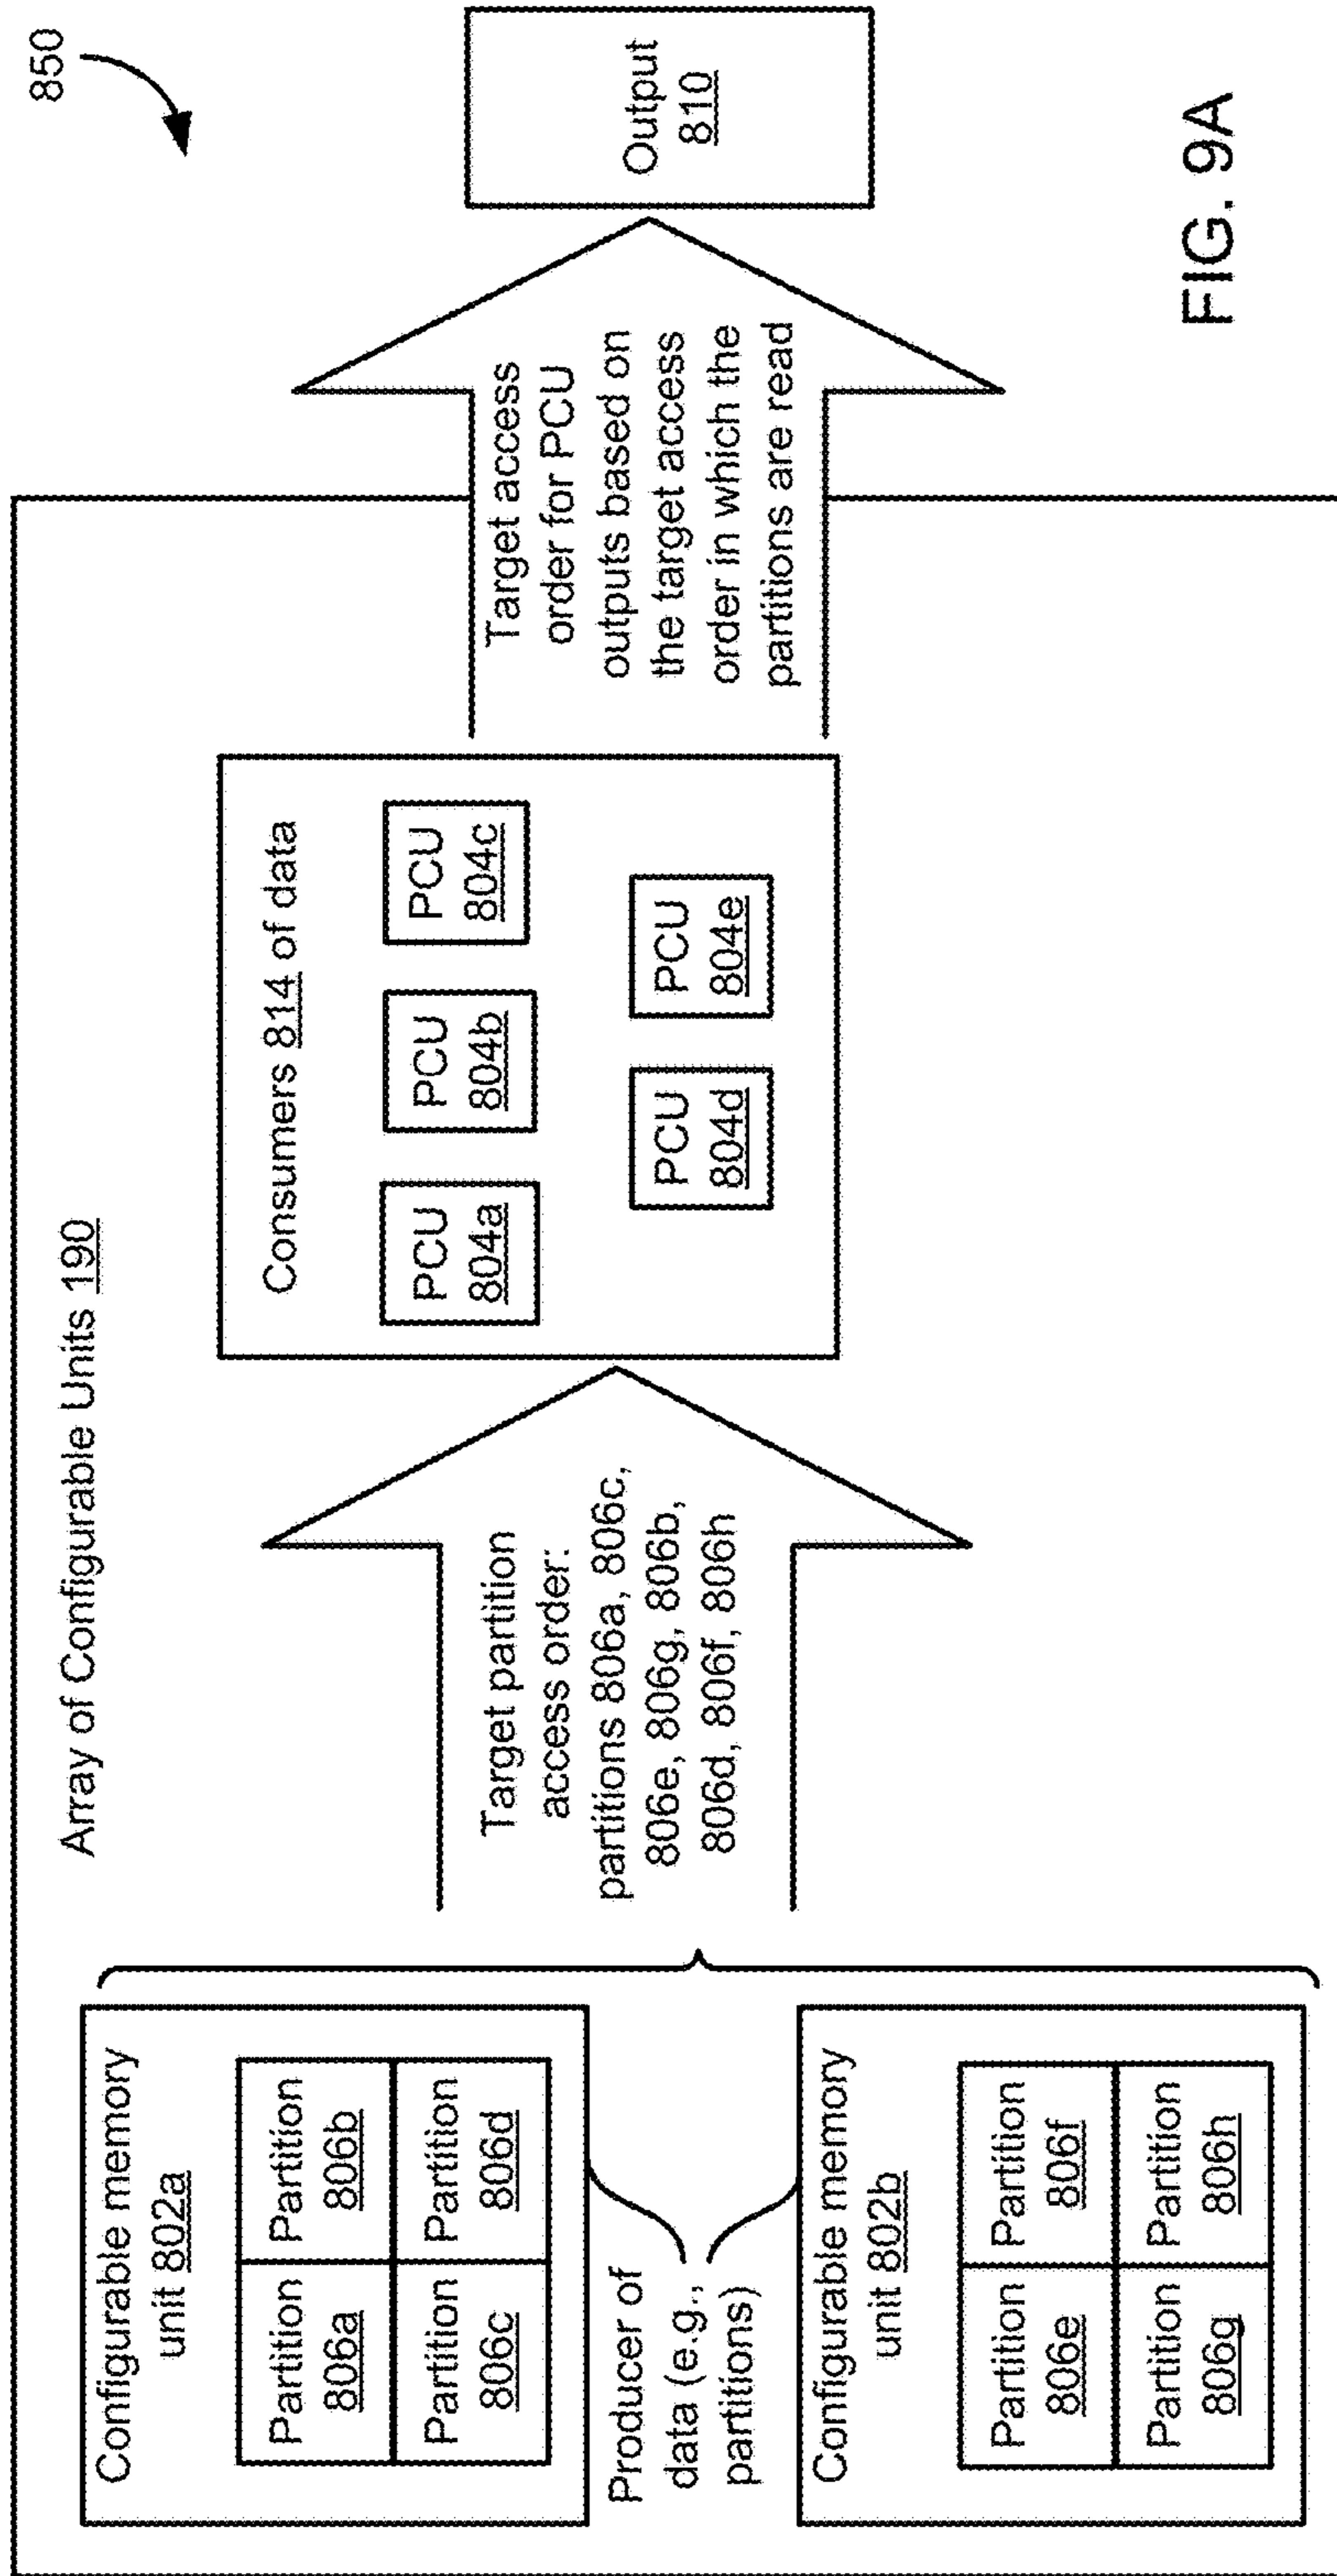 850
Array of Configurable Units 190
Configurable memory
unit 802a
Partition
806a
Partition
806b
Partition
806c
Partition
806d
Producer of
data (e.g.,
partitions)
Configurable memory
unit 802b
Partition
806e
Partition
806f
Partition
806g
Partition
806h
Target partition
access order:
partitions 806a, 806c,
806e, 806g, 806b,
806d, 806f, 806h
Consumers 814 of data
PCU
804a
PCU
804b
PCU
804c
PCU
804d
PCU
804e
Target access
order for PCU
outputs based on
the target access
order in which the
partitions are read
Output
810
FIG. 9A